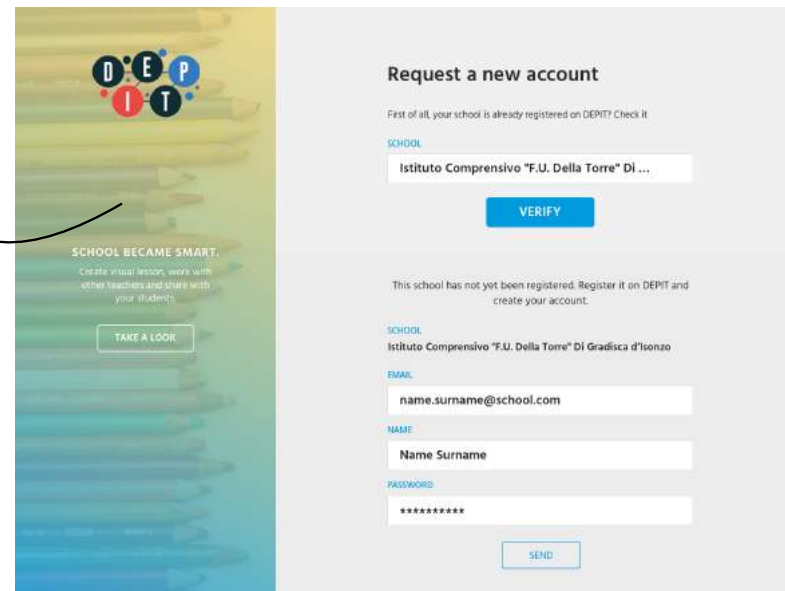 DEPIT
SCHOOL BECAME SMART.
Create visual lesson, work with
other teachers and share with
your students.
TAKE A LOOK
Request a new account
First of all, your school is already registered on DEPIT? Check it
SCHOOL
Istituto Comprensivo "F.U. Della Torre" Di ...
VERIFY
This school has not yet been registered. Register it on DEPIT and
create your account.
SCHOOL
Istituto Comprensivo "F.U. Della Torre" Di Gradisca d'Isonzo
EMAIL
name.surname@school.com
NAME
Name Surname
PASSWORD
**********
SEND